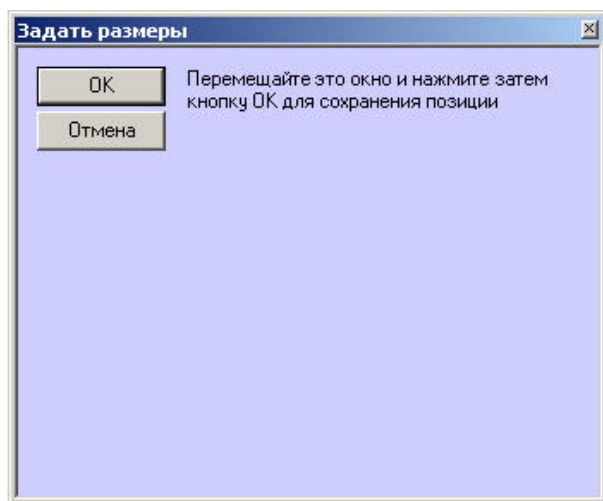 Задать размеры
OK
Перемещайте это окно и нажмите затем
кнопку OK для сохранения позиции
Отмена